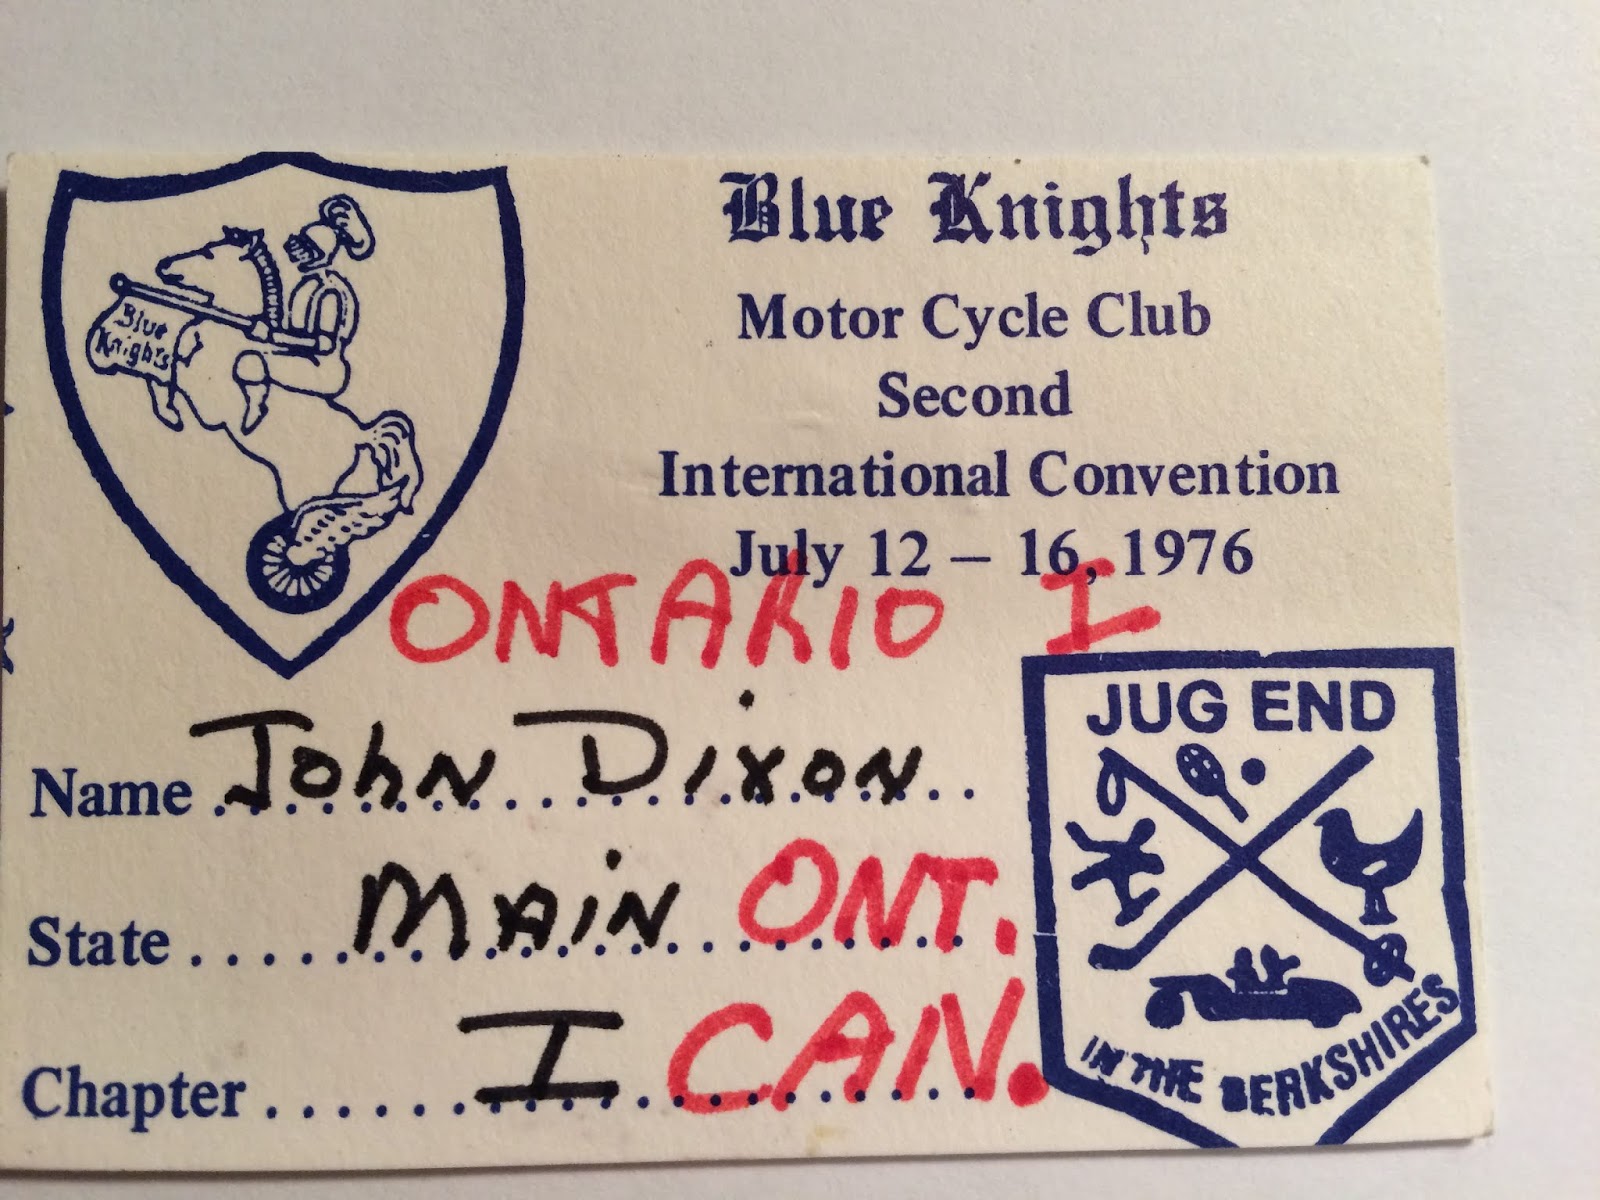 Blue Knights
Motor Cycle Club
Second
International Convention
July 12 – 16, 1976
Blue
Knights
ONTARIO I
Name John Dixon
State MAIN ONT.
Chapter I CAN.
JUG END
IN THE BERKSHIRES